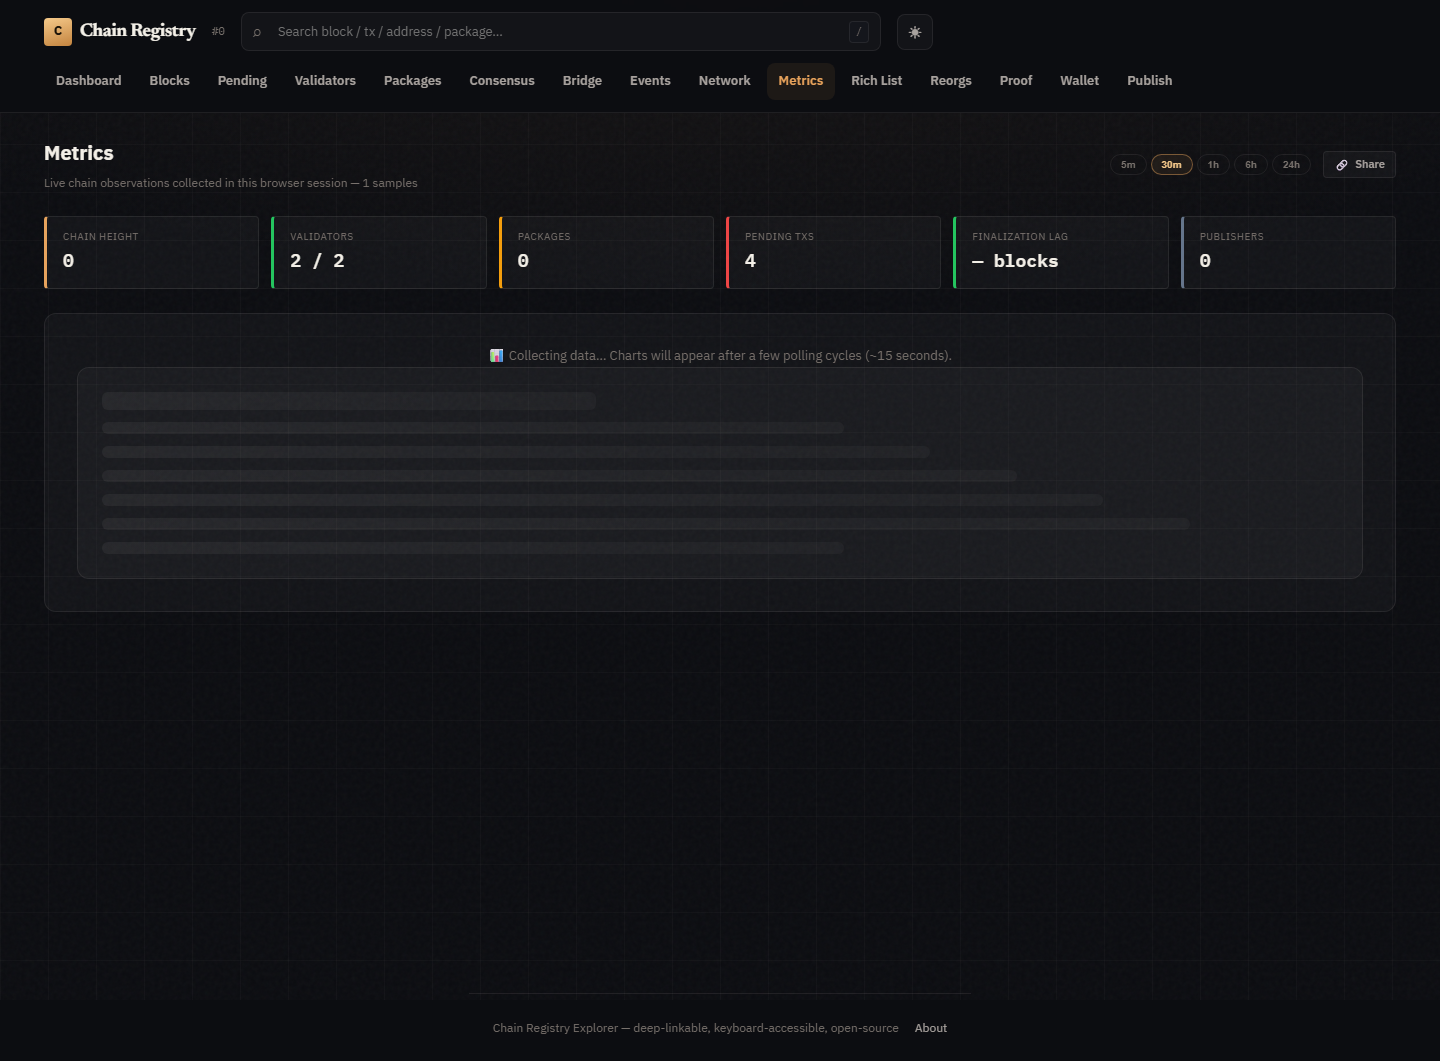 C Chain Registry #0 Search block / tx / address / package... /
Dashboard Blocks Pending Validators Packages Consensus Bridge Events Network Metrics Rich List Reorgs Proof Wallet Publish
Metrics
5m 30m 1h 6h 24h Share
Live chain observations collected in this browser session — 1 samples
CHAIN HEIGHT
0
VALIDATORS
2 / 2
PACKAGES
0
PENDING TXS
4
FINALIZATION LAG
— blocks
PUBLISHERS
0
Collecting data... Charts will appear after a few polling cycles (~15 seconds).
Chain Registry Explorer — deep-linkable, keyboard-accessible, open-source About